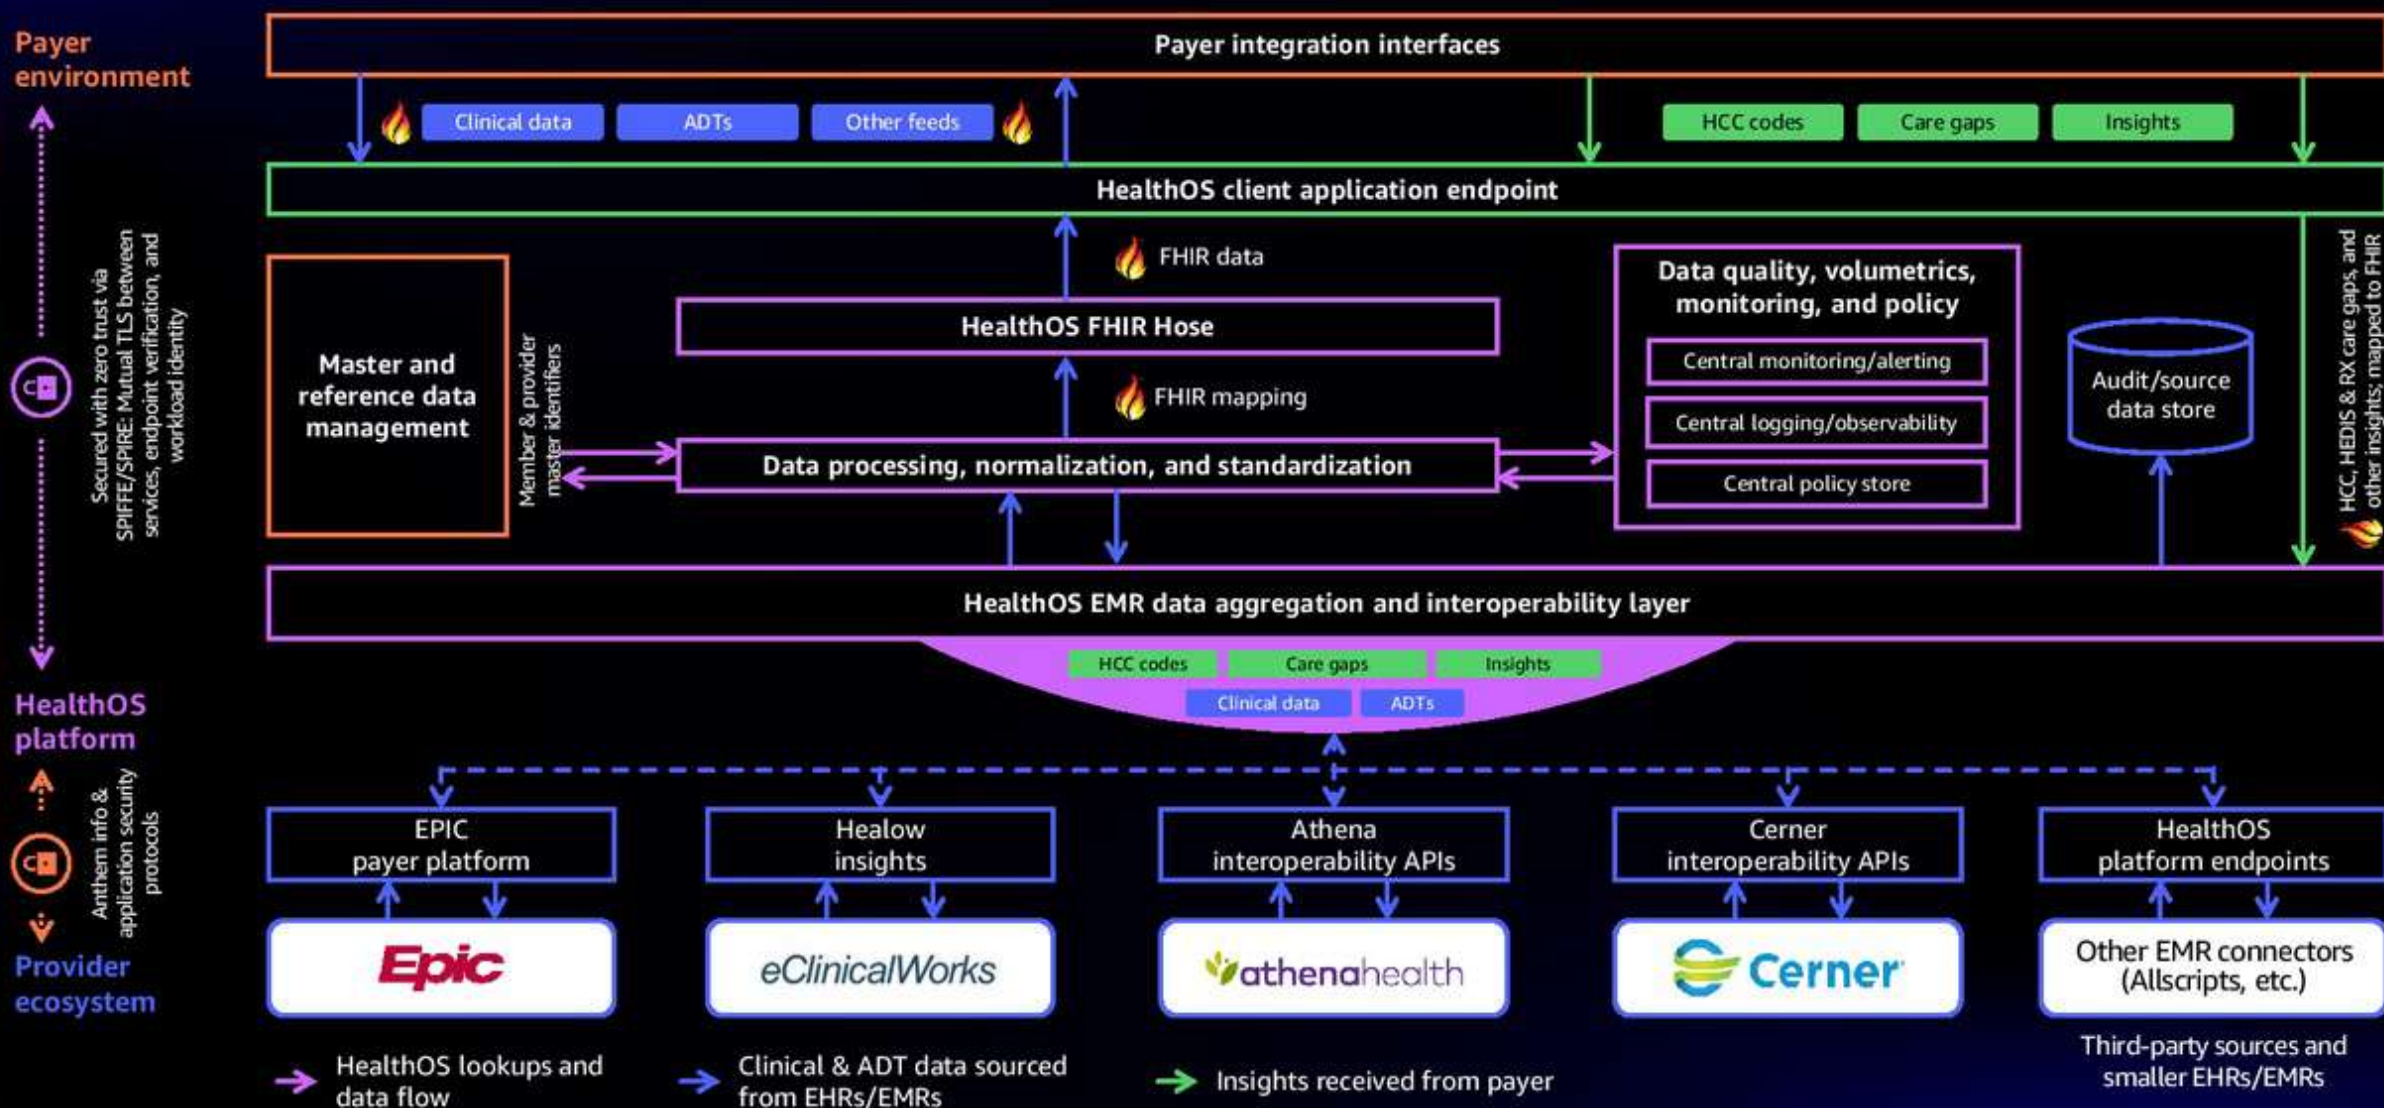 Payer
environment
Payer integration interfaces
Clinical data
ADTs
Other feeds
HCC codes
Care gaps
Insights
HealthOS client application endpoint
Secured with zero trust via
SPIFFE/SPIRE: Mutual TLS between
services, endpoint verification, and
workload identity
FHIR data
HealthOS FHIR Hose
FHIR mapping
Master and
reference data
management
Member & provider
master identifiers
Data processing, normalization, and standardization
Data quality, volumetrics,
monitoring, and policy
Central monitoring/alerting
Central logging/observability
Central policy store
Audit/source
data store
HCC, HEDIS & RX care gaps, and
other insights; mapped to FHIR
HealthOS EMR data aggregation and interoperability layer
HCC codes
Care gaps
Insights
Clinical data
ADTs
HealthOS
platform
Anthem info &
application security
protocols
EPIC
payer platform
Healow
insights
Athena
interoperability APIs
Cerner
interoperability APIs
HealthOS
platform endpoints
Provider
ecosystem
Epic
eClinicalWorks
athenahealth
Cerner
Other EMR connectors
(Allscripts, etc.)
HealthOS lookups and
data flow
Clinical & ADT data sourced
from EHRs/EMRs
Insights received from payer
Third-party sources and
smaller EHRs/EMRs